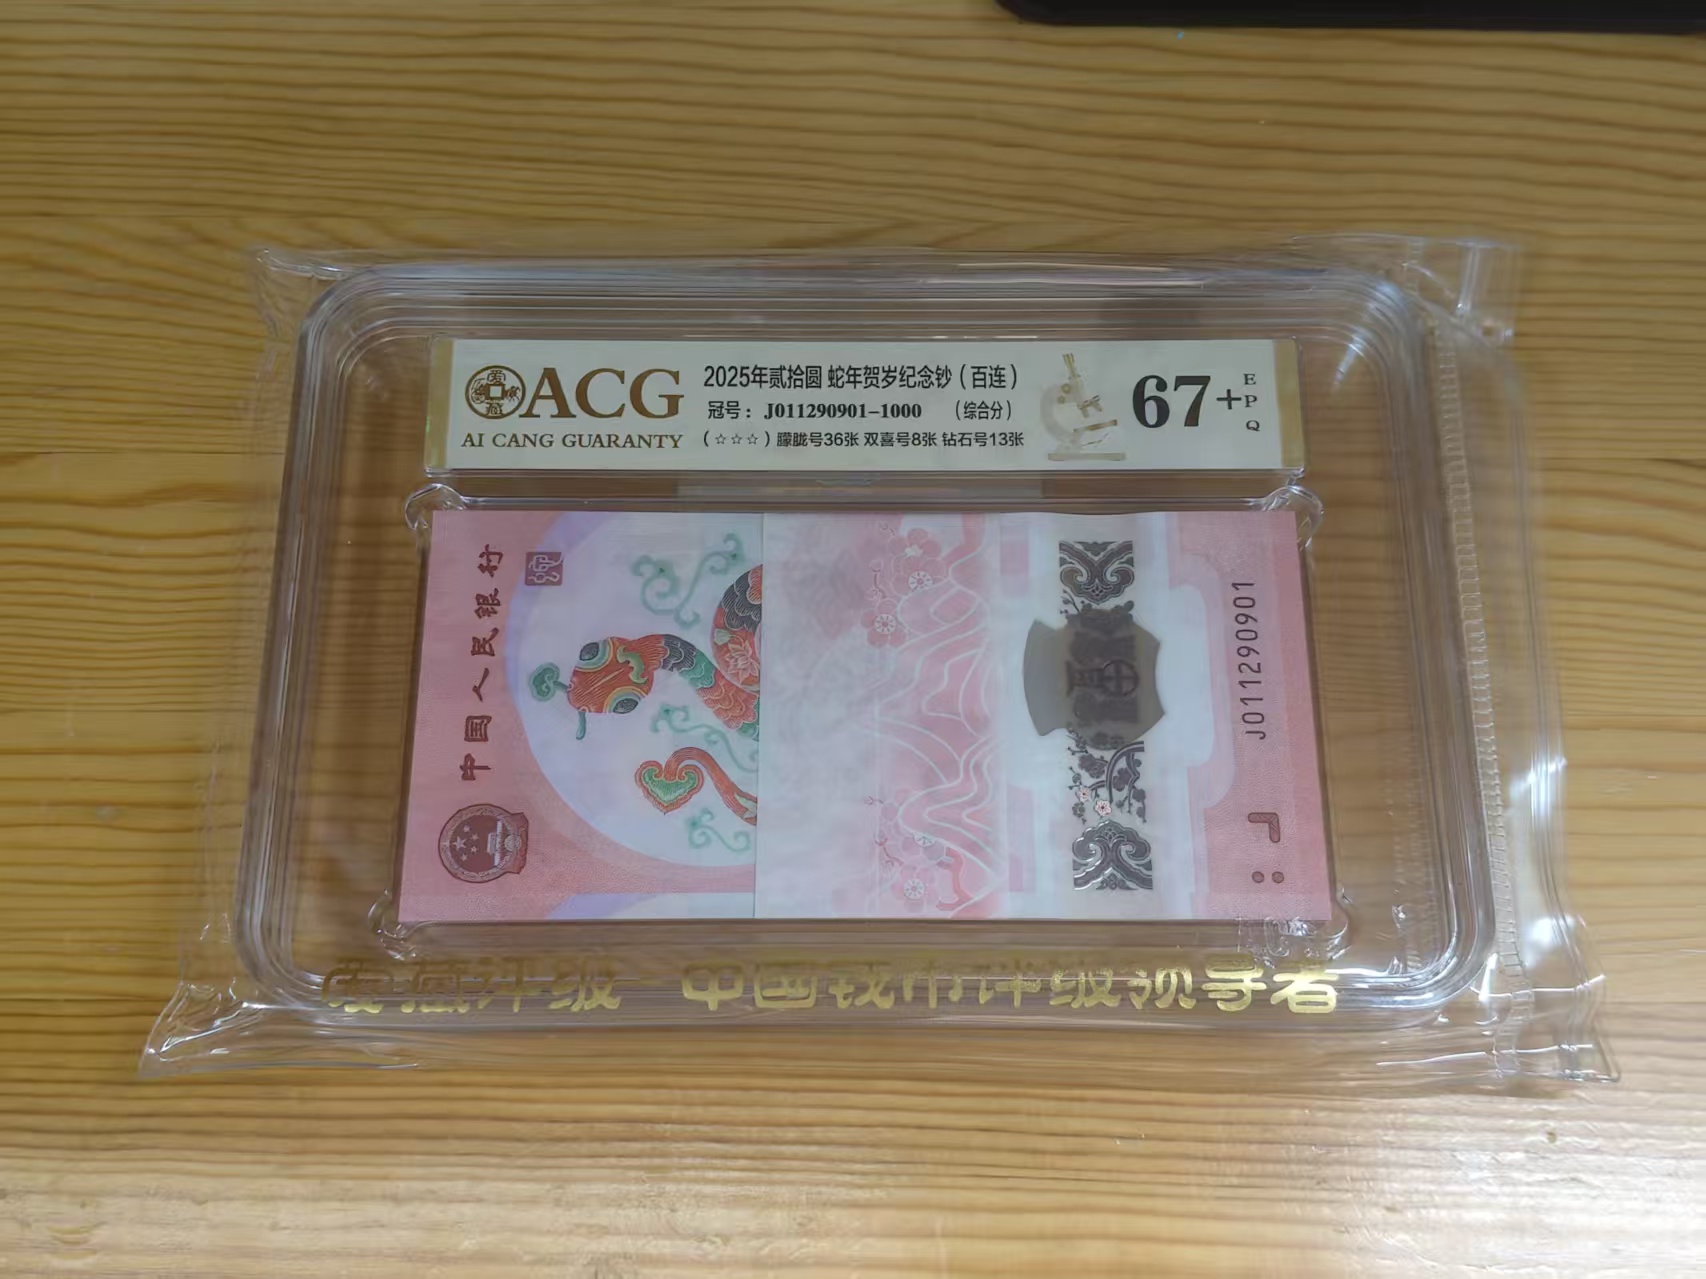 ACG
AI CANG GUARANTY
2025年贰拾圆 蛇年贺岁纪念钞（百连）
冠号：J011290901-1000 （综合分）
（☆☆☆）朦胧号36张 双喜号8张 钻石号13张
67+
EPQ
中国人民銀行
J011290901
爱藏评级—中国钱币评级领导者